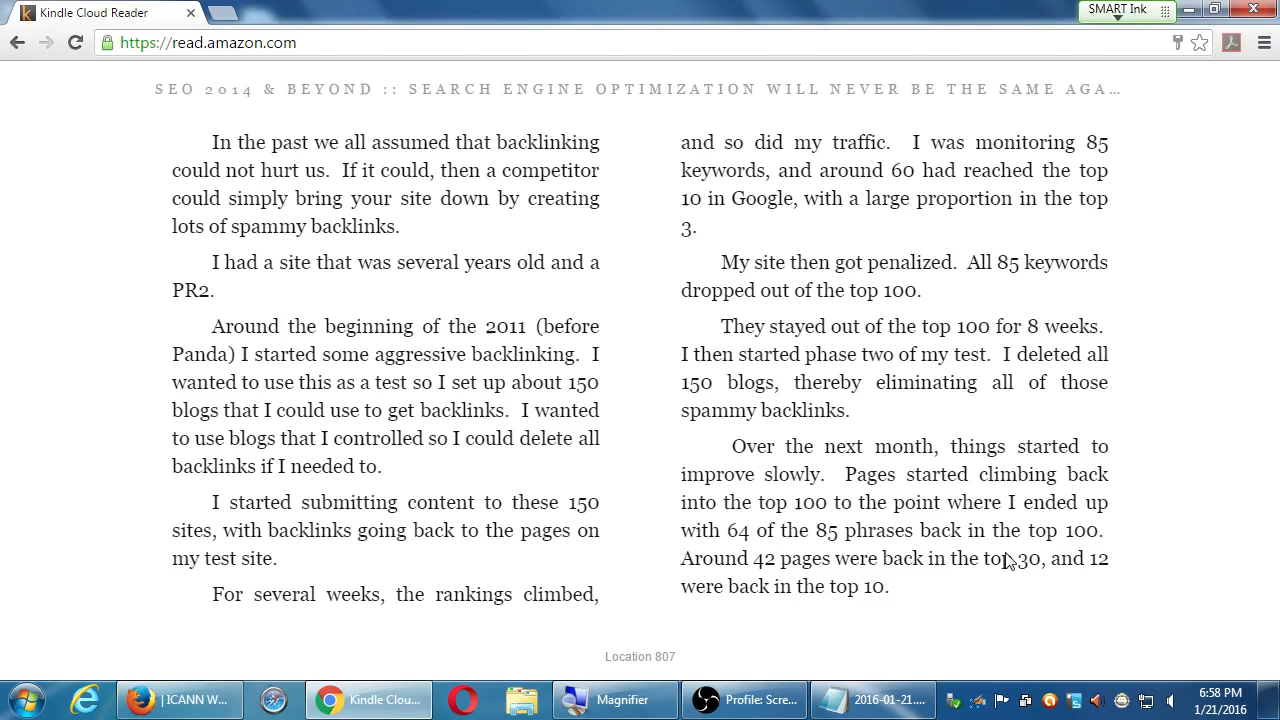 Kindle Cloud Reader
SMART Ink
https://read.amazon.com
SEO 2014 & BEYOND :: SEARCH ENGINE OPTIMIZATION WILL NEVER BE THE SAME AGA…
In the past we all assumed that backlinking
could not hurt us. If it could, then a competitor
could simply bring your site down by creating
lots of spammy backlinks.
I had a site that was several years old and a
PR2.
Around the beginning of the 2011 (before
Panda) I started some aggressive backlinking. I
wanted to use this as a test so I set up about 150
blogs that I could use to get backlinks. I wanted
to use blogs that I controlled so I could delete all
backlinks if I needed to.
I started submitting content to these 150
sites, with backlinks going back to the pages on
my test site.
For several weeks, the rankings climbed,
and so did my traffic. I was monitoring 85
keywords, and around 60 had reached the top
10 in Google, with a large proportion in the top
3.
My site then got penalized. All 85 keywords
dropped out of the top 100.
They stayed out of the top 100 for 8 weeks.
I then started phase two of my test. I deleted all
150 blogs, thereby eliminating all of those
spammy backlinks.
Over the next month, things started to
improve slowly. Pages started climbing back
into the top 100 to the point where I ended up
with 64 of the 85 phrases back in the top 100.
Around 42 pages were back in the top 30, and 12
were back in the top 10.
Location 807
| ICANN W...
Kindle Clou...
Magnifier
Profile: Scre...
2016-01-21....
6:58 PM
1/21/2016